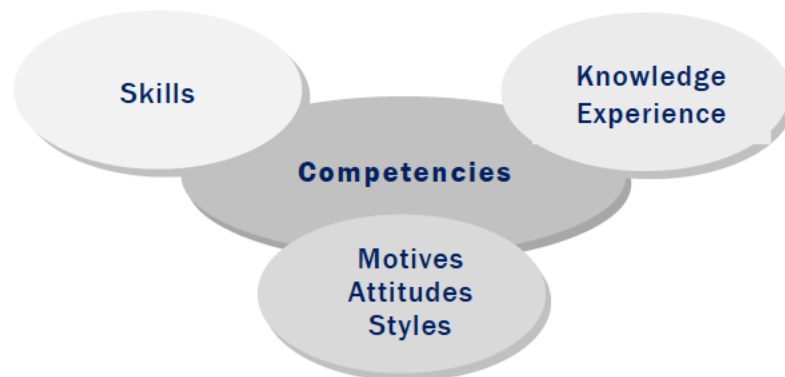 Skills
Knowledge
Experience
Competencies
Motives
Attitudes
Styles